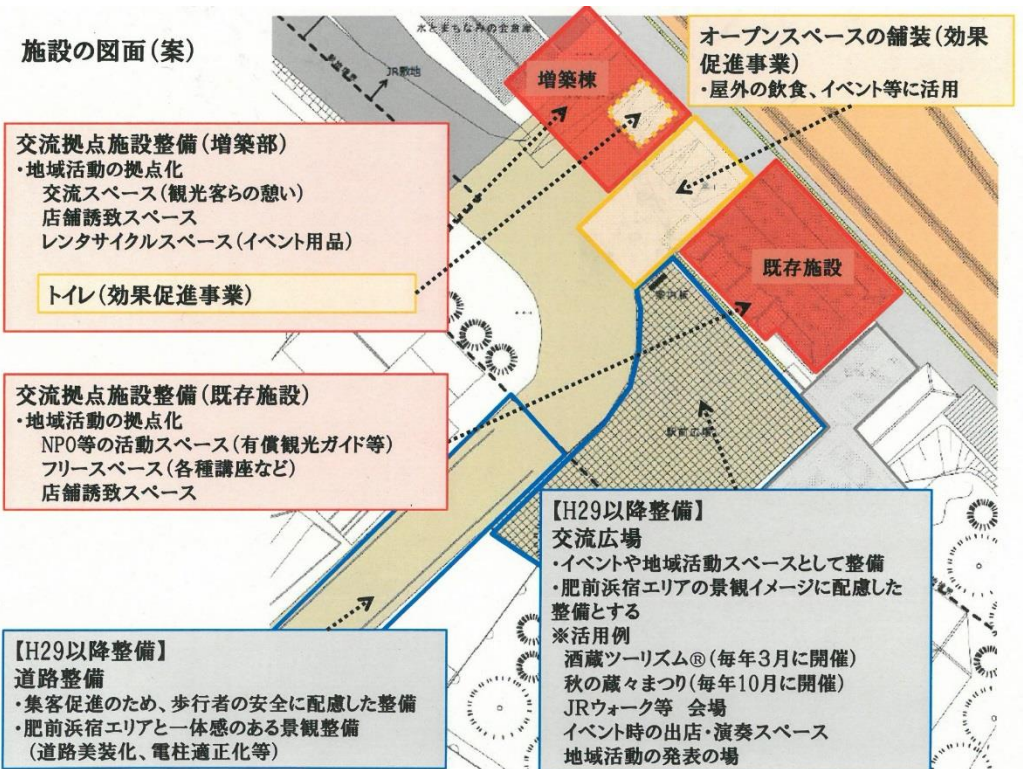 施設の図面(案)
水とまちなみの会倉庫
JR敷地
増築棟
オープンスペースの舗装(効果
促進事業)
・屋外の飲食、イベント等に活用
交流拠点施設整備(増築部)
・地域活動の拠点化
交流スペース(観光客らの憩い)
店舗誘致スペース
レンタサイクルスペース(イベント用品)
トイレ(効果促進事業)
既存施設
案内板
交流拠点施設整備(既存施設)
・地域活動の拠点化
NPO等の活動スペース(有償観光ガイド等)
フリースペース(各種講座など)
店舗誘致スペース
駅前広場
【H29以降整備】
交流広場
・イベントや地域活動スペースとして整備
・肥前浜宿エリアの景観イメージに配慮した
整備とする
※活用例
酒蔵ツーリズム®(毎年3月に開催)
秋の蔵々まつり(毎年10月に開催)
JRウォーク等 会場
イベント時の出店・演奏スペース
地域活動の発表の場
【H29以降整備】
道路整備
・集客促進のため、歩行者の安全に配慮した整備
・肥前浜宿エリアと一体感のある景観整備
(道路美装化、電柱適正化等)